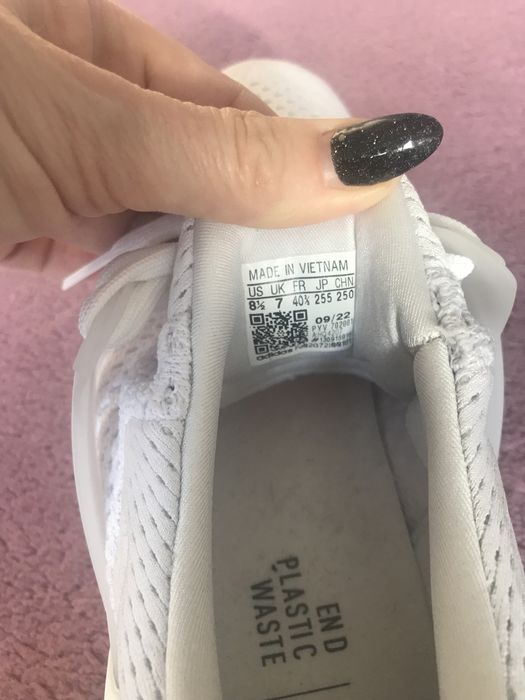 MADE IN VIETNAM
US UK FR JP CHN
8½ 7 40⅔ 255 250
09/22
adidas
END
PLASTIC
WASTE